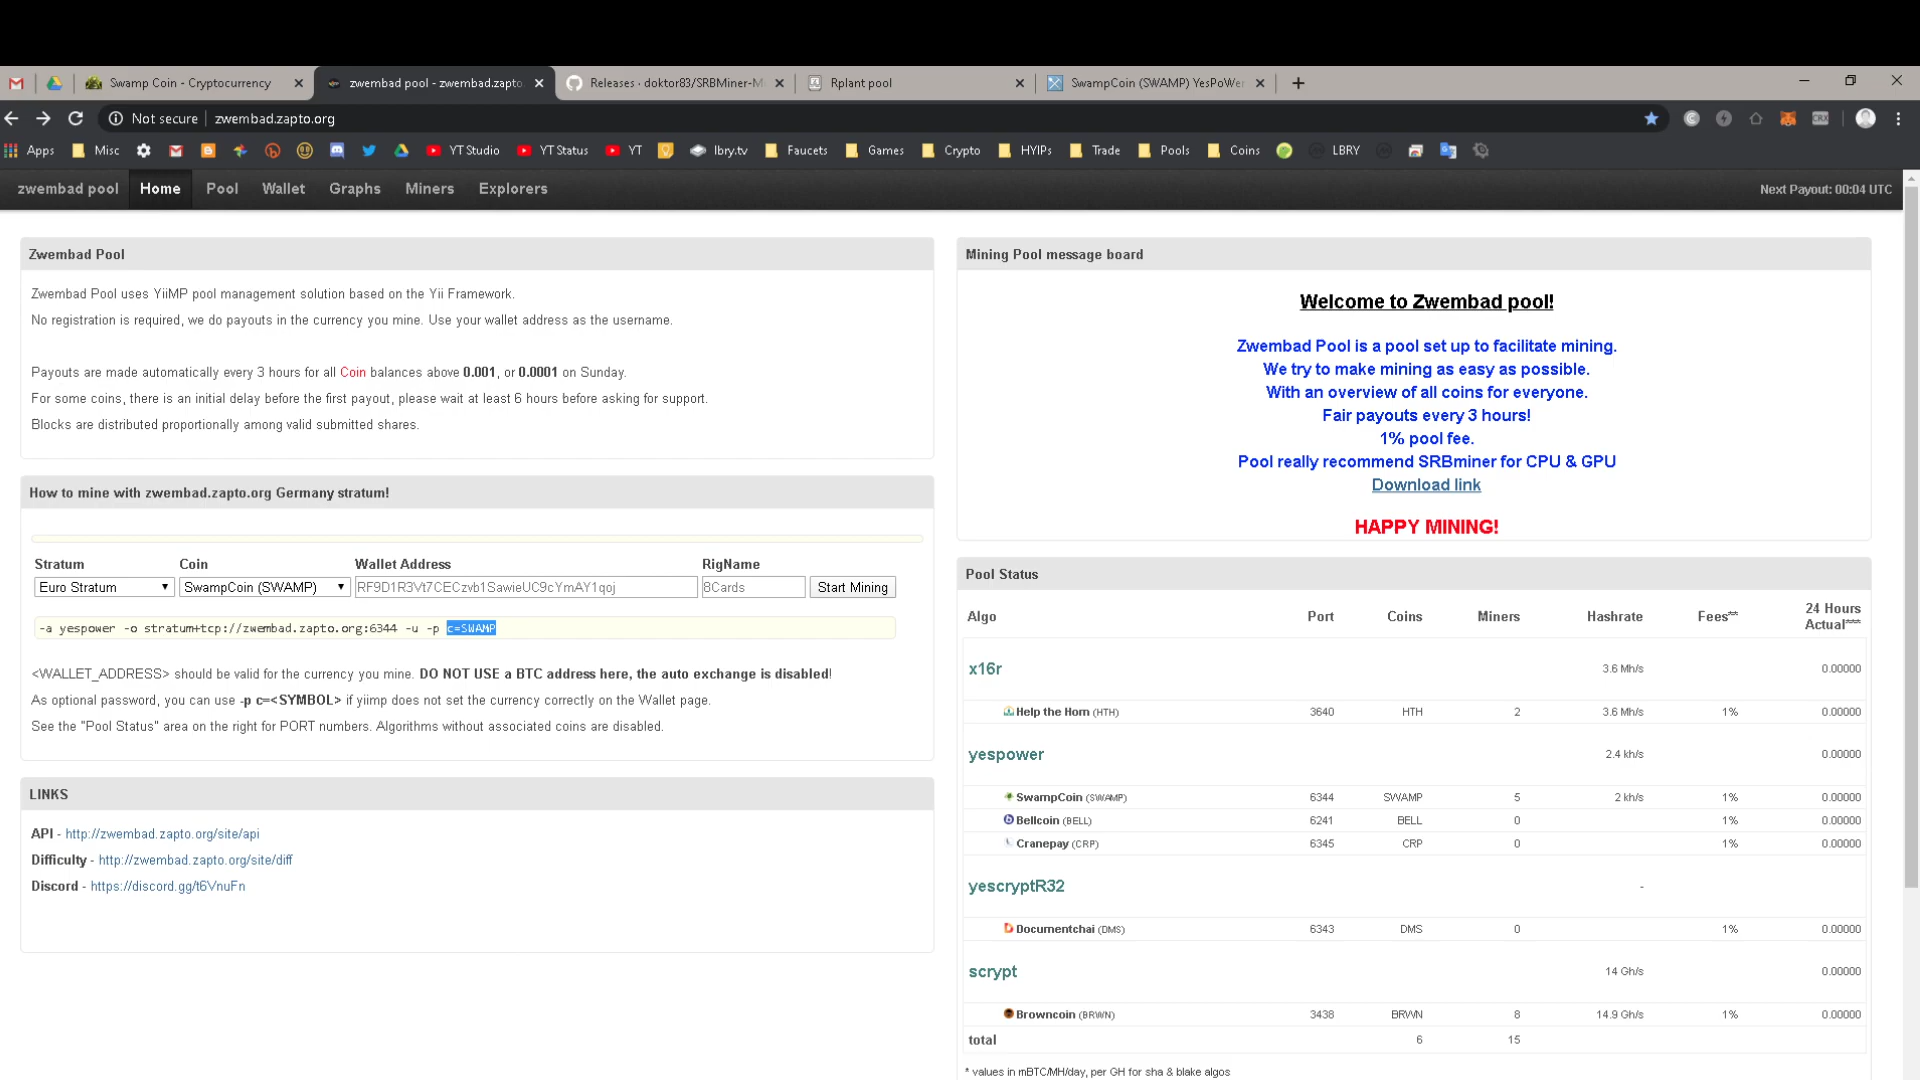 Swamp Coin - Cryptocurrency
zwembad pool - zwembad.zapto.
Releases · doktor83/SRBMiner-M
Rplant pool
SwampCoin (SWAMP) YesPoWer
Not secure
zwembad.zapto.org
Apps
Misc
YT Studio
YT Status
YT
lbry.tv
Faucets
Games
Crypto
HYIPs
Trade
Pools
Coins
LBRY
zwembad pool
Home
Pool
Wallet
Graphs
Miners
Explorers
Next Payout: 00:04 UTC
Zwembad Pool
Zwembad Pool uses YiiMP pool management solution based on the Yii Framework.
No registration is required, we do payouts in the currency you mine. Use your wallet address as the username.
Payouts are made automatically every 3 hours for all Coin balances above 0.001, or 0.0001 on Sunday.
For some coins, there is an initial delay before the first payout, please wait at least 6 hours before asking for support.
Blocks are distributed proportionally among valid submitted shares.
How to mine with zwembad.zapto.org Germany stratum!
Stratum Coin Wallet Address RigName
Euro Stratum SwampCoin (SWAMP) RF9D1R3Vt7CECzvb1SawieUC9cYmAY1qoj 8Cards Start Mining
-a yespower -o stratum+tcp://zwembad.zapto.org:6344 -u -p c=SWAMP
<WALLET_ADDRESS> should be valid for the currency you mine. DO NOT USE a BTC address here, the auto exchange is disabled!
As optional password, you can use -p c=<SYMBOL> if yiimp does not set the currency correctly on the Wallet page.
See the "Pool Status" area on the right for PORT numbers. Algorithms without associated coins are disabled.
LINKS
API - http://zwembad.zapto.org/site/api
Difficulty - http://zwembad.zapto.org/site/diff
Discord - https://discord.gg/t6VnuFn
Mining Pool message board
Welcome to Zwembad pool!
Zwembad Pool is a pool set up to facilitate mining.
We try to make mining as easy as possible.
With an overview of all coins for everyone.
Fair payouts every 3 hours!
1% pool fee.
Pool really recommend SRBminer for CPU & GPU
Download link
HAPPY MINING!
Pool Status
Algo Port Coins Miners Hashrate Fees** 24 Hours
Actual***
x16r 3.6 Mh/s 0.00000
Help the Hom (HTH) 3640 HTH 2 3.6 Mh/s 1% 0.00000
yespower 2.4 kh/s 0.00000
SwampCoin (SWAMP) 6344 SWAMP 5 2 kh/s 1% 0.00000
Bellcoin (BELL) 6241 BELL 0 1% 0.00000
Cranepay (CRP) 6345 CRP 0 1% 0.00000
yescryptR32 -
Documentchai (DMS) 6343 DMS 0 1% 0.00000
scrypt 14 Gh/s 0.00000
Browncoin (BRWN) 3438 BRWN 8 14.9 Gh/s 1% 0.00000
total 6 15
* values in mBTC/MH/day, per GH for sha & blake algos